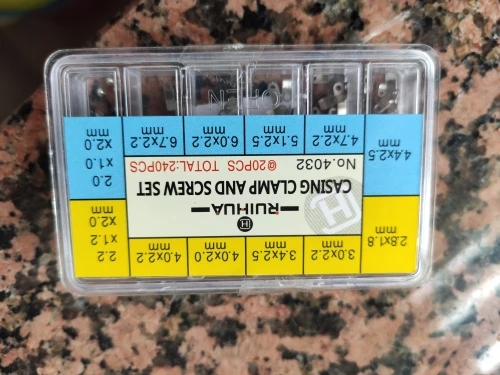 2.8x1.8
mm
3.0x2.2
mm
3.4x2.5
mm
4.0x2.0
mm
4.0x2.2
mm
2.2
x1.2
x2.0
mm
H
RUIHUA
H
CASING CLAMP AND SCREW SET
No.4032 @20PCS TOTAL:240PCS
4.4x2.5
mm
4.7x2.2
mm
5.1x2.5
mm
6.0x2.2
mm
6.7x2.2
mm
2.0
x1.0
x2.0
mm
OPEN